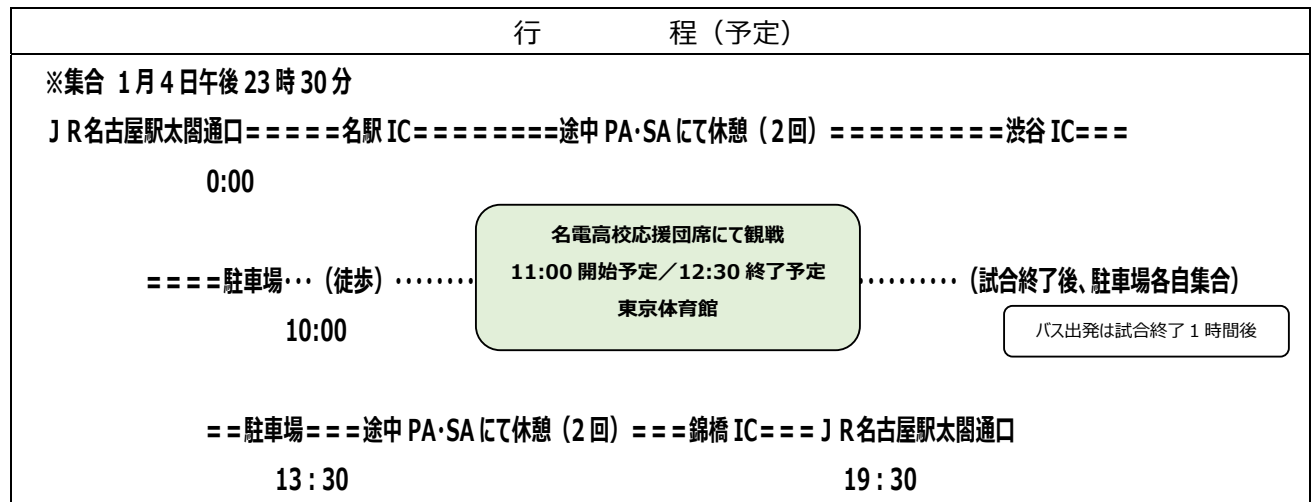 行 程（予定）
※集合 1月4日午後23時30分
ＪＲ名古屋駅太閤通口＝＝＝＝＝名駅IC＝＝＝＝＝＝＝＝途中PA･SAにて休憩（2回）＝＝＝＝＝＝＝＝＝渋谷IC＝＝＝
0:00
名電高校応援団席にて観戦
11:00 開始予定／12:30 終了予定
東京体育館
＝＝＝＝駐車場…（徒歩）……… ………… （試合終了後、駐車場各自集合）
10:00
バス出発は試合終了1時間後
＝＝駐車場＝＝＝途中PA･SAにて休憩（2回）＝＝＝錦橋IC＝＝＝ＪＲ名古屋駅太閤通口
13：30 19：30